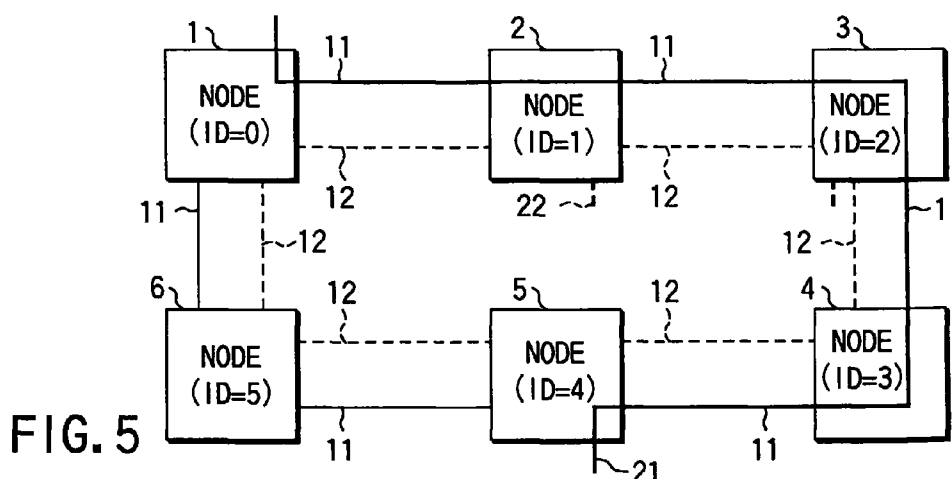 1 2 3
11 11
NODE NODE NODE
(ID=0) (ID=1) (ID=2)
12 22 12
11 12 12 1
6 5 4
12 12
NODE NODE NODE
(ID=5) (ID=4) (ID=3)
11 11
21
FIG. 5